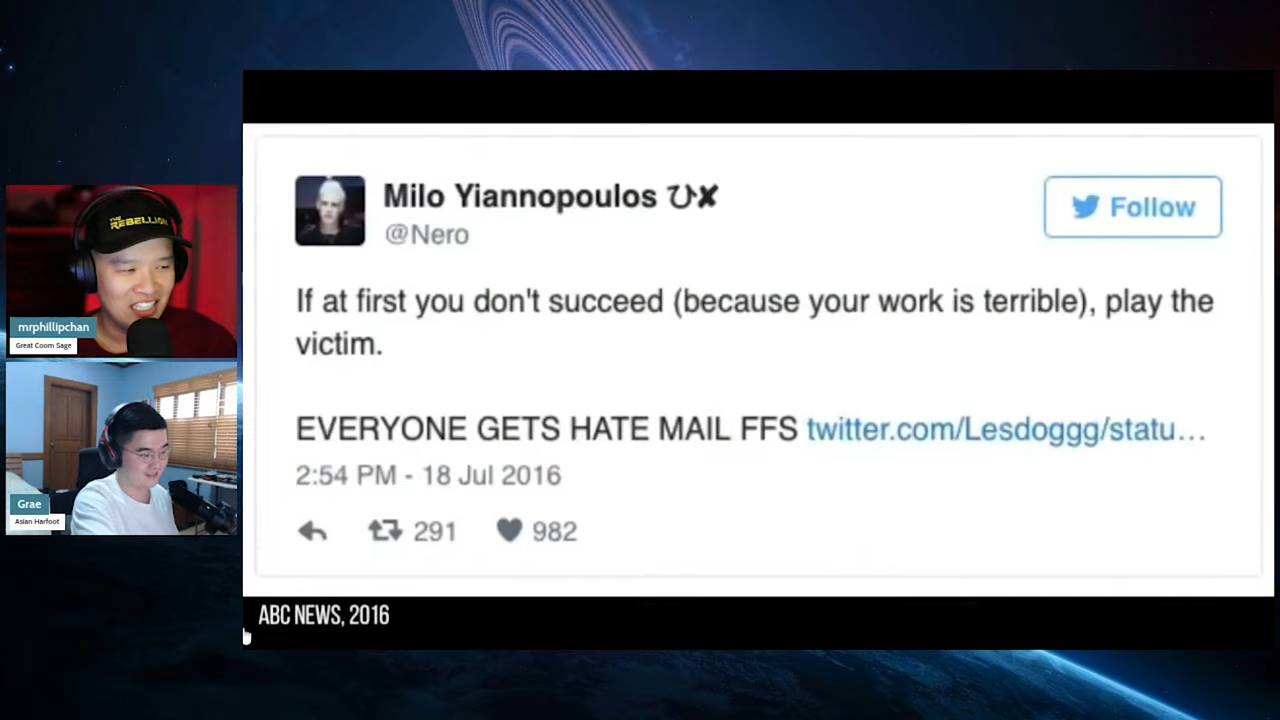 THE
REBELLION
mrphillipchan
Great Coom Sage
Grae
Asian Harfoot
Milo Yiannopoulos ひ✘
@Nero
Follow
If at first you don't succeed (because your work is terrible), play the
victim.
EVERYONE GETS HATE MAIL FFS twitter.com/Lesdoggg/statu…
2:54 PM - 18 Jul 2016
291 982
ABC NEWS, 2016